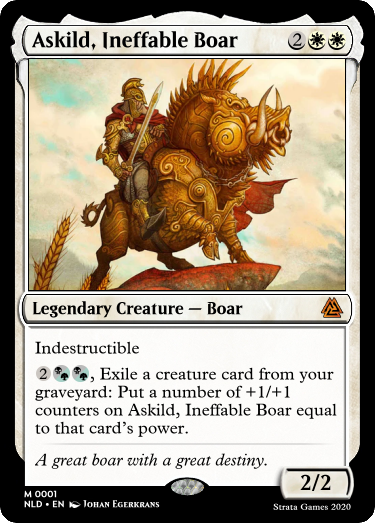 Askild, Ineffable Boar 2
Legendary Creature — Boar
Indestructible
2, Exile a creature card from your
graveyard: Put a number of +1/+1
counters on Askild, Ineffable Boar equal
to that card's power.
A great boar with a great destiny.
2/2
M 0001
NLD • EN Johan Egerkrans
Strata Games 2020